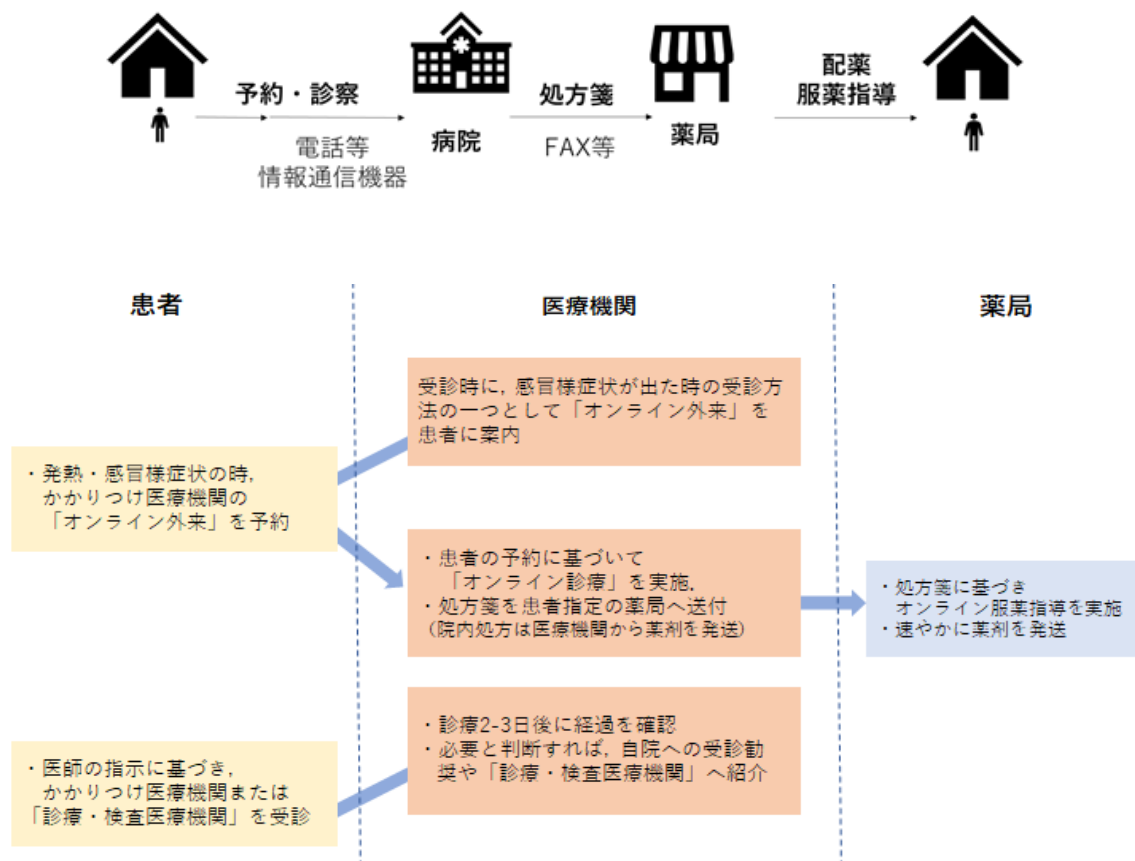 予約・診察
電話等
情報通信機器
病院
処方箋
FAX等
薬局
配薬
服薬指導
患者
医療機関
薬局
受診時に, 感冒様症状が出た時の受診方
法の一つとして「オンライン外来」を
患者に案内
・発熱・感冒様症状の時,
かかりつけ医療機関の
「オンライン外来」を予約
・患者の予約に基づいて
「オンライン診療」を実施.
・処方箋を患者指定の薬局へ送付
(院内処方は医療機関から薬剤を発送)
・処方箋に基づき
オンライン服薬指導を実施
・速やかに薬剤を発送
・診療2-3日後に経過を確認
・必要と判断すれば, 自院への受診勧
奨や「診療・検査医療機関」へ紹介
・医師の指示に基づき,
かかりつけ医療機関または
「診療・検査医療機関」を受診